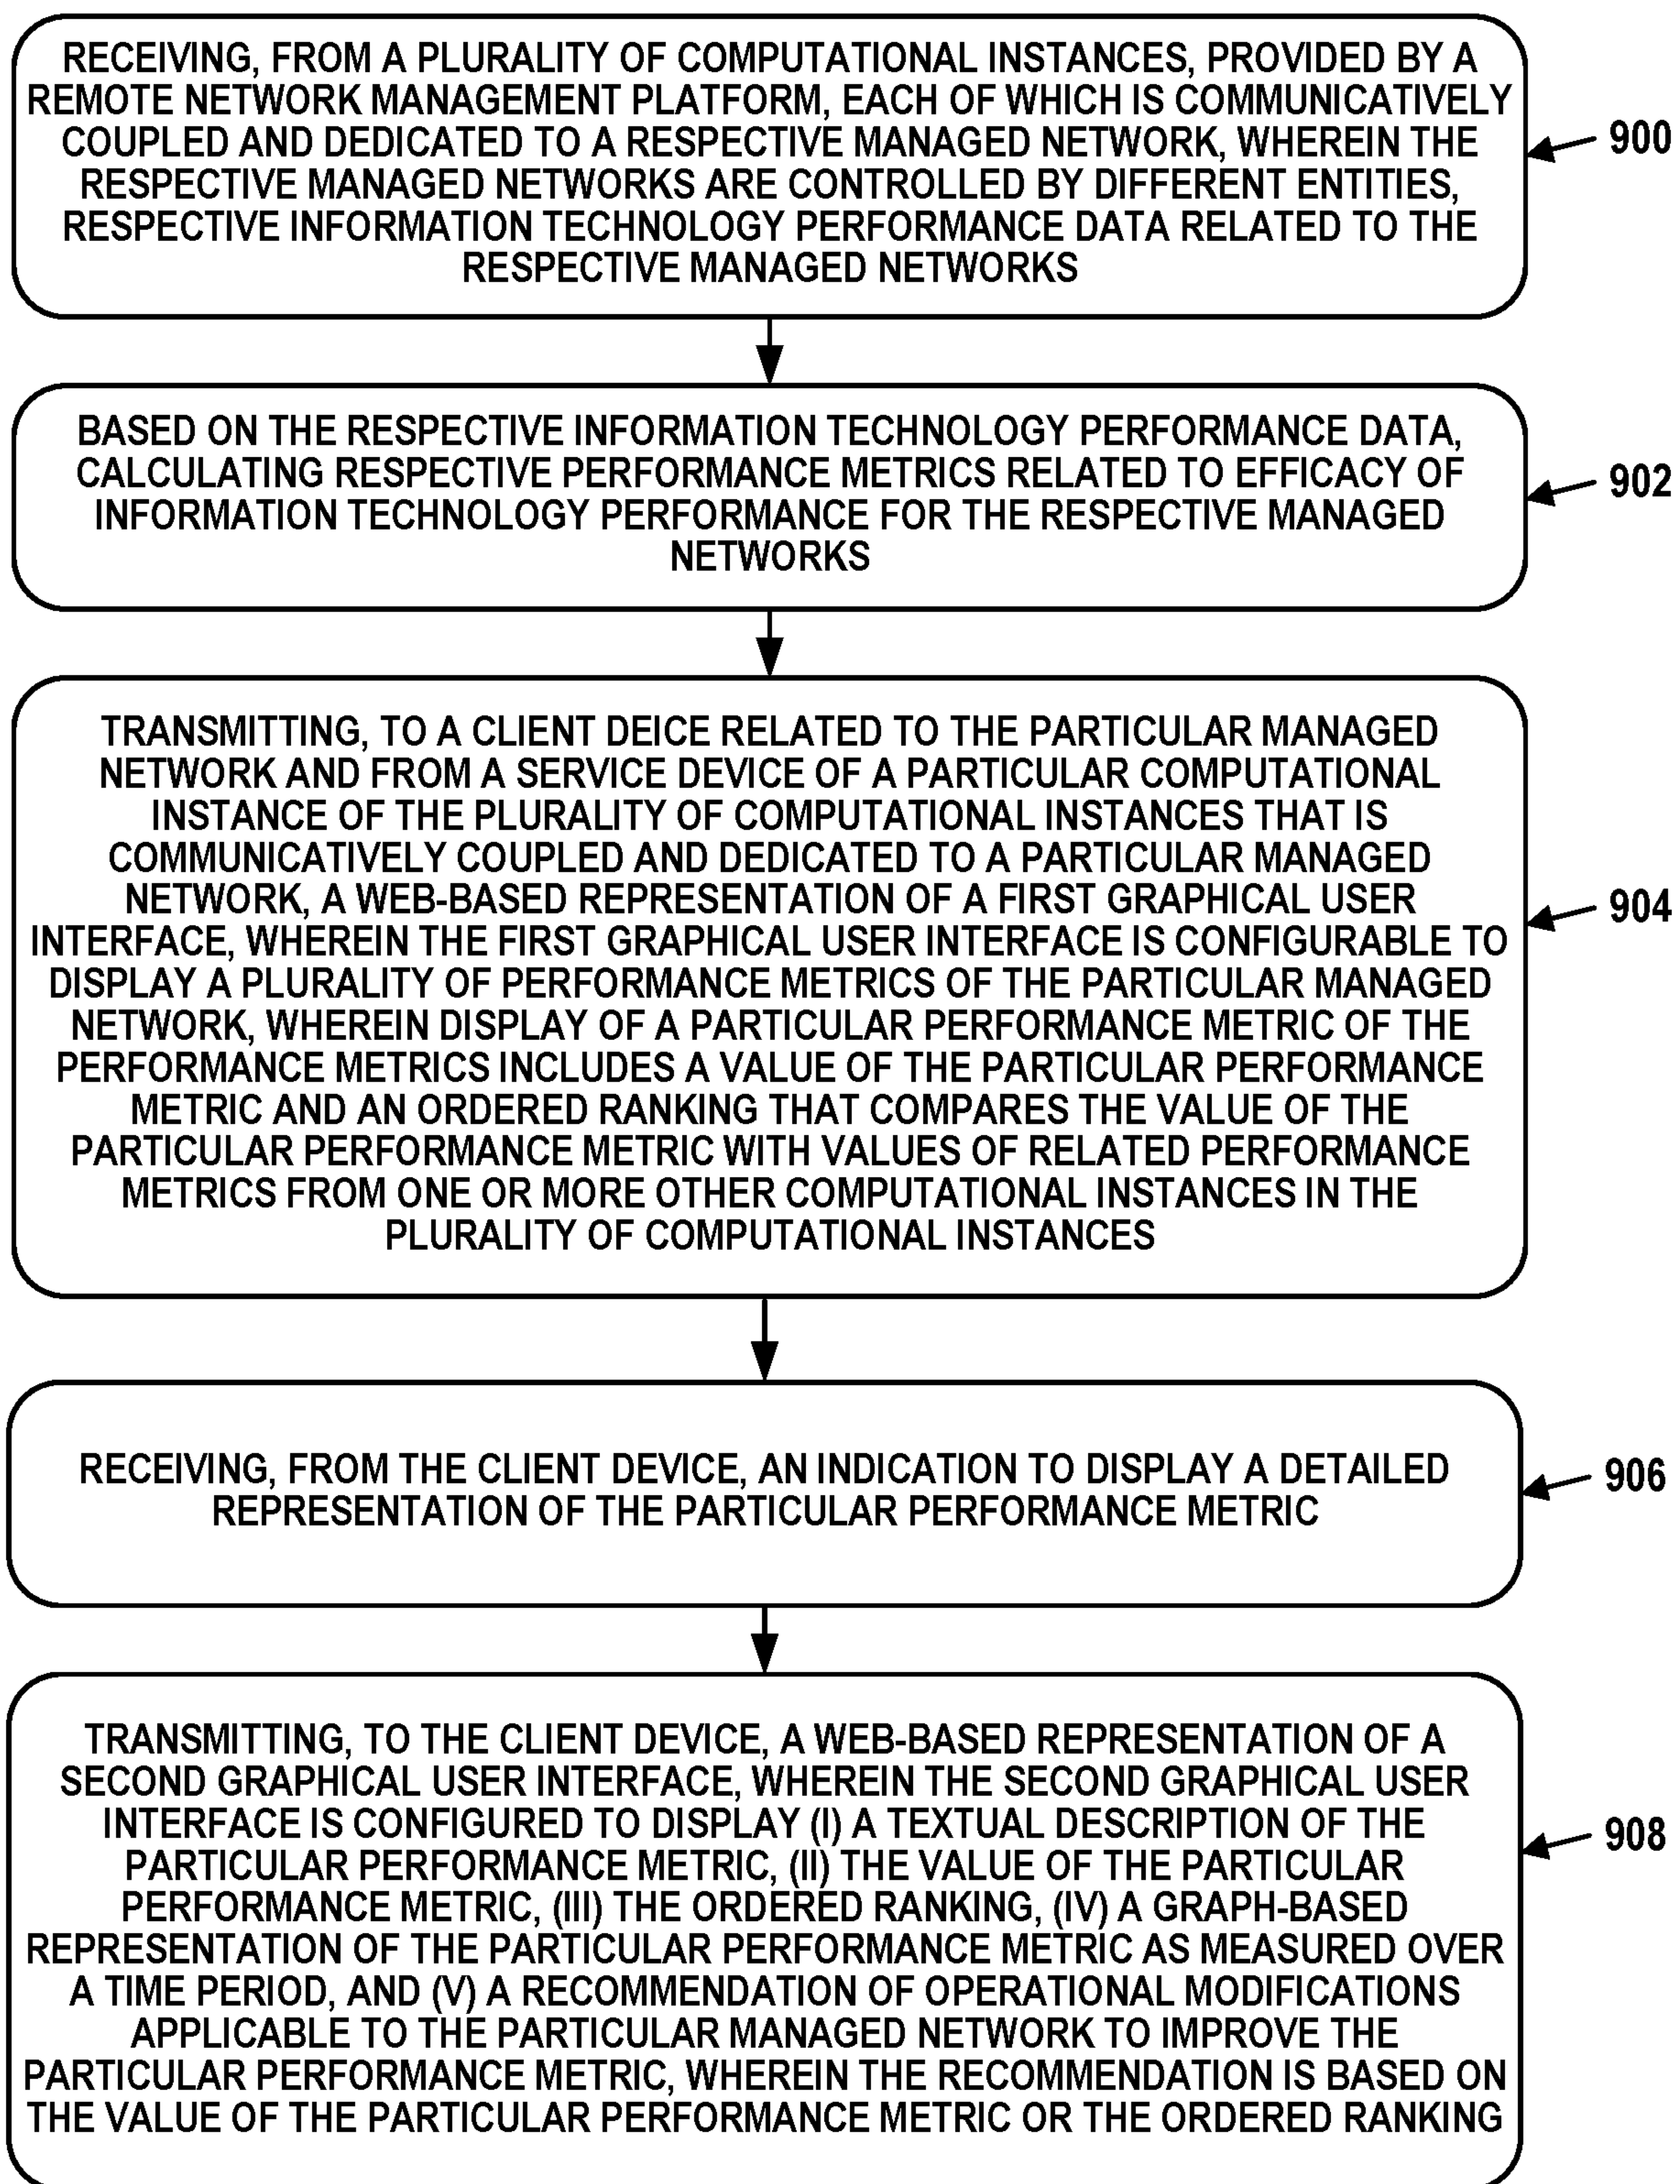 RECEIVING, FROM A PLURALITY OF COMPUTATIONAL INSTANCES, PROVIDED BY A
REMOTE NETWORK MANAGEMENT PLATFORM, EACH OF WHICH IS COMMUNICATIVELY
COUPLED AND DEDICATED TO A RESPECTIVE MANAGED NETWORK, WHEREIN THE
RESPECTIVE MANAGED NETWORKS ARE CONTROLLED BY DIFFERENT ENTITIES,
RESPECTIVE INFORMATION TECHNOLOGY PERFORMANCE DATA RELATED TO THE
RESPECTIVE MANAGED NETWORKS
900
BASED ON THE RESPECTIVE INFORMATION TECHNOLOGY PERFORMANCE DATA,
CALCULATING RESPECTIVE PERFORMANCE METRICS RELATED TO EFFICACY OF
INFORMATION TECHNOLOGY PERFORMANCE FOR THE RESPECTIVE MANAGED
NETWORKS
902
TRANSMITTING, TO A CLIENT DEICE RELATED TO THE PARTICULAR MANAGED
NETWORK AND FROM A SERVICE DEVICE OF A PARTICULAR COMPUTATIONAL
INSTANCE OF THE PLURALITY OF COMPUTATIONAL INSTANCES THAT IS
COMMUNICATIVELY COUPLED AND DEDICATED TO A PARTICULAR MANAGED
NETWORK, A WEB-BASED REPRESENTATION OF A FIRST GRAPHICAL USER
INTERFACE, WHEREIN THE FIRST GRAPHICAL USER INTERFACE IS CONFIGURABLE TO
DISPLAY A PLURALITY OF PERFORMANCE METRICS OF THE PARTICULAR MANAGED
NETWORK, WHEREIN DISPLAY OF A PARTICULAR PERFORMANCE METRIC OF THE
PERFORMANCE METRICS INCLUDES A VALUE OF THE PARTICULAR PERFORMANCE
METRIC AND AN ORDERED RANKING THAT COMPARES THE VALUE OF THE
PARTICULAR PERFORMANCE METRIC WITH VALUES OF RELATED PERFORMANCE
METRICS FROM ONE OR MORE OTHER COMPUTATIONAL INSTANCES IN THE
PLURALITY OF COMPUTATIONAL INSTANCES
904
RECEIVING, FROM THE CLIENT DEVICE, AN INDICATION TO DISPLAY A DETAILED
REPRESENTATION OF THE PARTICULAR PERFORMANCE METRIC
906
TRANSMITTING, TO THE CLIENT DEVICE, A WEB-BASED REPRESENTATION OF A
SECOND GRAPHICAL USER INTERFACE, WHEREIN THE SECOND GRAPHICAL USER
INTERFACE IS CONFIGURED TO DISPLAY (I) A TEXTUAL DESCRIPTION OF THE
PARTICULAR PERFORMANCE METRIC, (II) THE VALUE OF THE PARTICULAR
PERFORMANCE METRIC, (III) THE ORDERED RANKING, (IV) A GRAPH-BASED
REPRESENTATION OF THE PARTICULAR PERFORMANCE METRIC AS MEASURED OVER
A TIME PERIOD, AND (V) A RECOMMENDATION OF OPERATIONAL MODIFICATIONS
APPLICABLE TO THE PARTICULAR MANAGED NETWORK TO IMPROVE THE
PARTICULAR PERFORMANCE METRIC, WHEREIN THE RECOMMENDATION IS BASED ON
THE VALUE OF THE PARTICULAR PERFORMANCE METRIC OR THE ORDERED RANKING
908